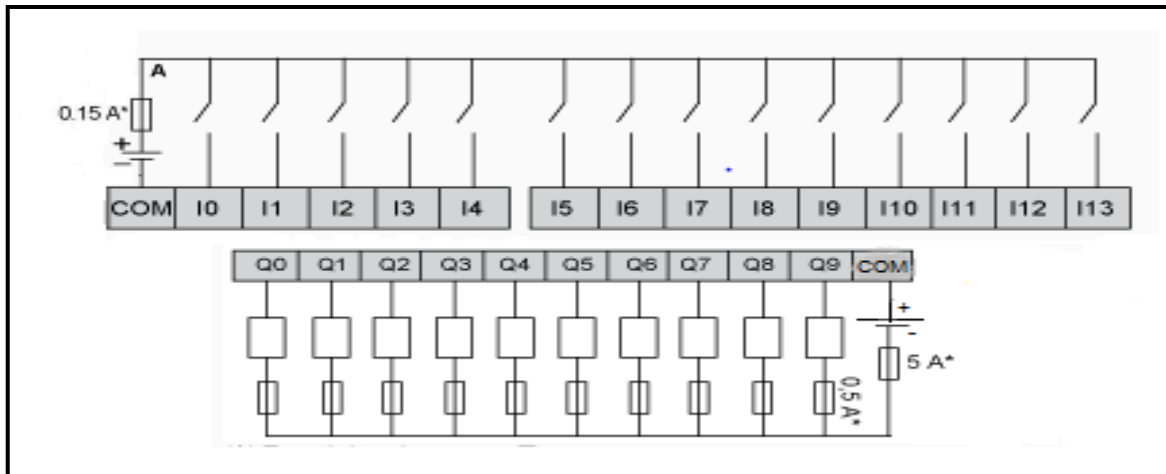 A
0.15 A*
+
-
COM I0 I1 I2 I3 I4 I5 I6 I7 I8 I9 I10 I11 I12 I13
Q0 Q1 Q2 Q3 Q4 Q5 Q6 Q7 Q8 Q9 COM
+
-
5 A*
0,5 A*